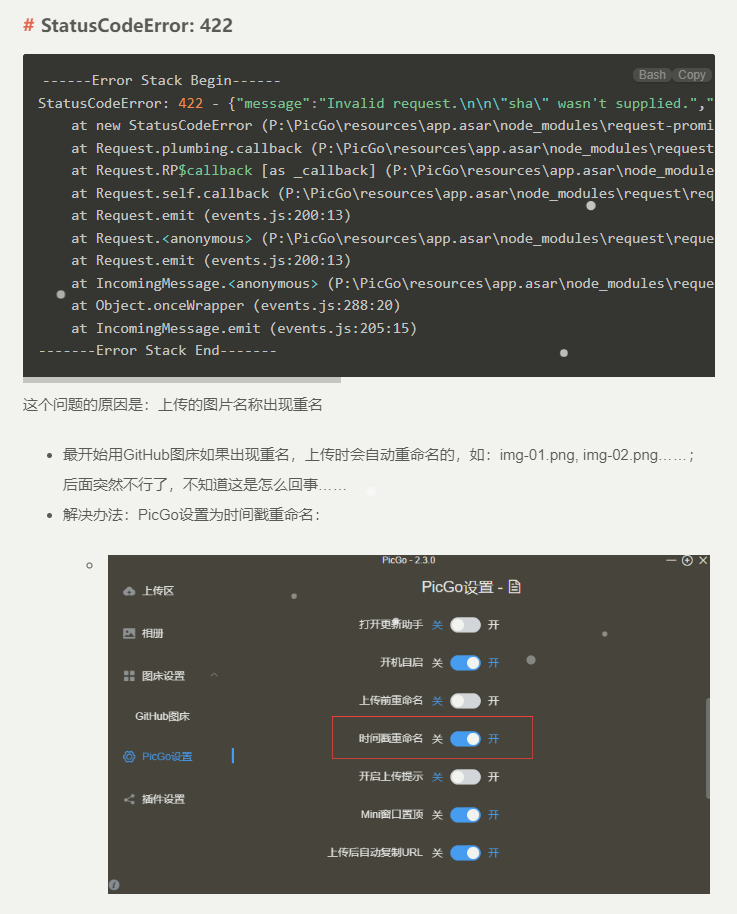 # StatusCodeError: 422
Bash Copy
------Error Stack Begin------
StatusCodeError: 422 - {"message":"Invalid request.\n\n\"sha\" wasn't supplied.","
at new StatusCodeError (P:\PicGo\resources\app.asar\node_modules\request-promi
at Request.plumbing.callback (P:\PicGo\resources\app.asar\node_modules\request
at Request.RP$callback [as _callback] (P:\PicGo\resources\app.asar\node_module
at Request.self.callback (P:\PicGo\resources\app.asar\node_modules\request\req
at Request.emit (events.js:200:13)
at Request.<anonymous> (P:\PicGo\resources\app.asar\node_modules\request\reque
at Request.emit (events.js:200:13)
at IncomingMessage.<anonymous> (P:\PicGo\resources\app.asar\node_modules\reque
at Object.onceWrapper (events.js:288:20)
at IncomingMessage.emit (events.js:205:15)
-------Error Stack End-------
这个问题的原因是：上传的图片名称出现重名
最开始用GitHub图床如果出现重名，上传时会自动重命名的，如：img-01.png, img-02.png……；
后面突然不行了，不知道这是怎么回事……
解决办法：PicGo设置为时间戳重命名：
PicGo - 2.3.0
PicGo设置 -
上传区
相册
图床设置
GitHub图床
PicGo设置
插件设置
打开更新助手 关 开
开机自启 关 开
上传前重命名 关 开
时间戳重命名 关 开
开启上传提示 关 开
Mini窗口置顶 关 开
上传后自动复制URL 关 开